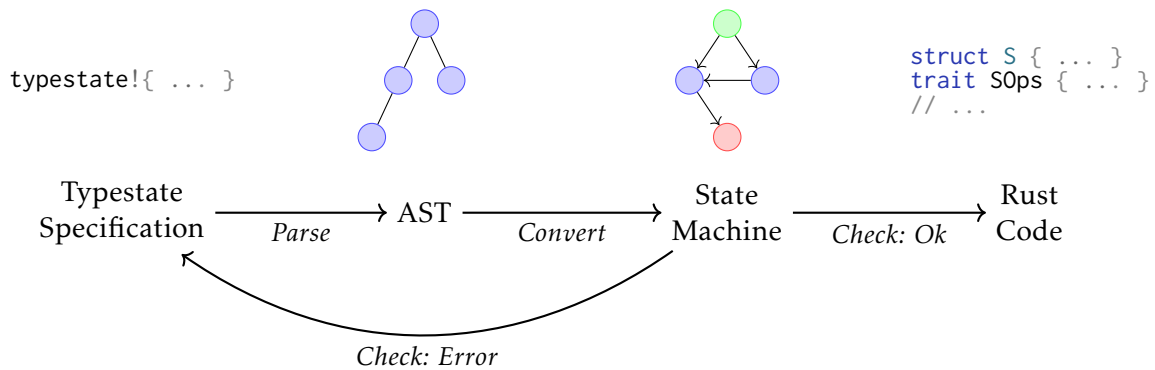 typestate!{ ... }
struct S { ... }
trait SOps { ... }
// ...
Typestate
Specification
Parse
AST
Convert
State
Machine
Check: Ok
Rust
Code
Check: Error